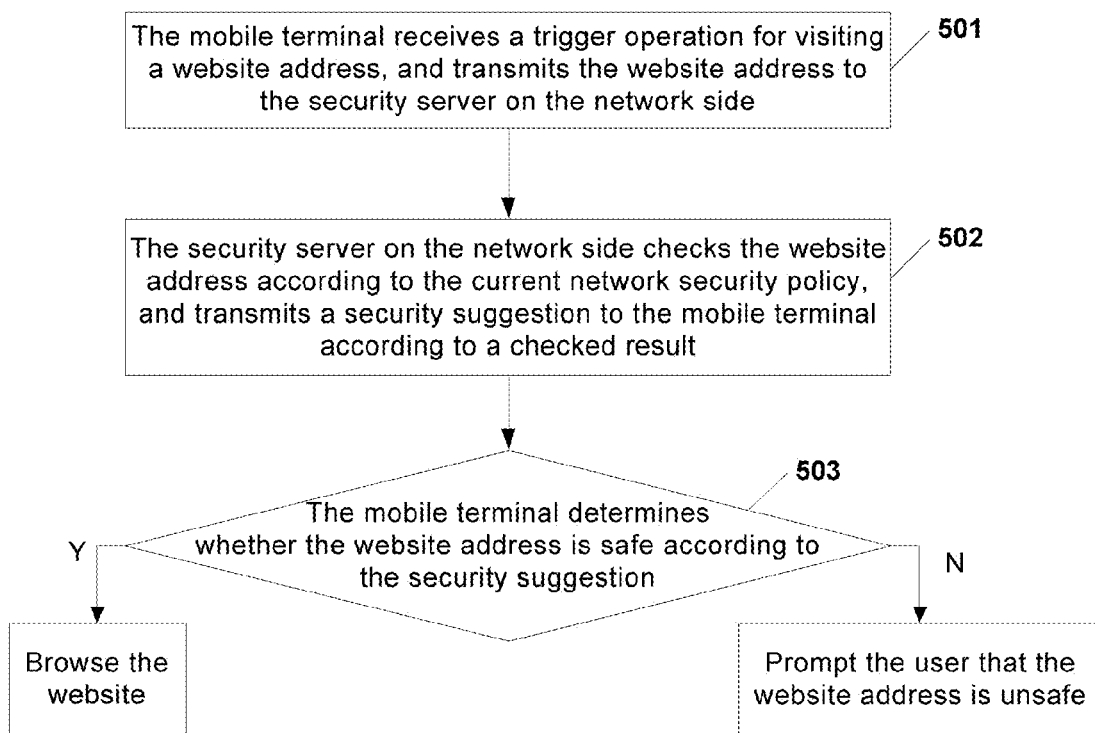 The mobile terminal receives a trigger operation for visiting
a website address, and transmits the website address to
the security server on the network side
501
The security server on the network side checks the website
address according to the current network security policy,
and transmits a security suggestion to the mobile terminal
according to a checked result
502
503
The mobile terminal determines
whether the website address is safe according to
the security suggestion
Y
N
Browse the
website
Prompt the user that the
website address is unsafe